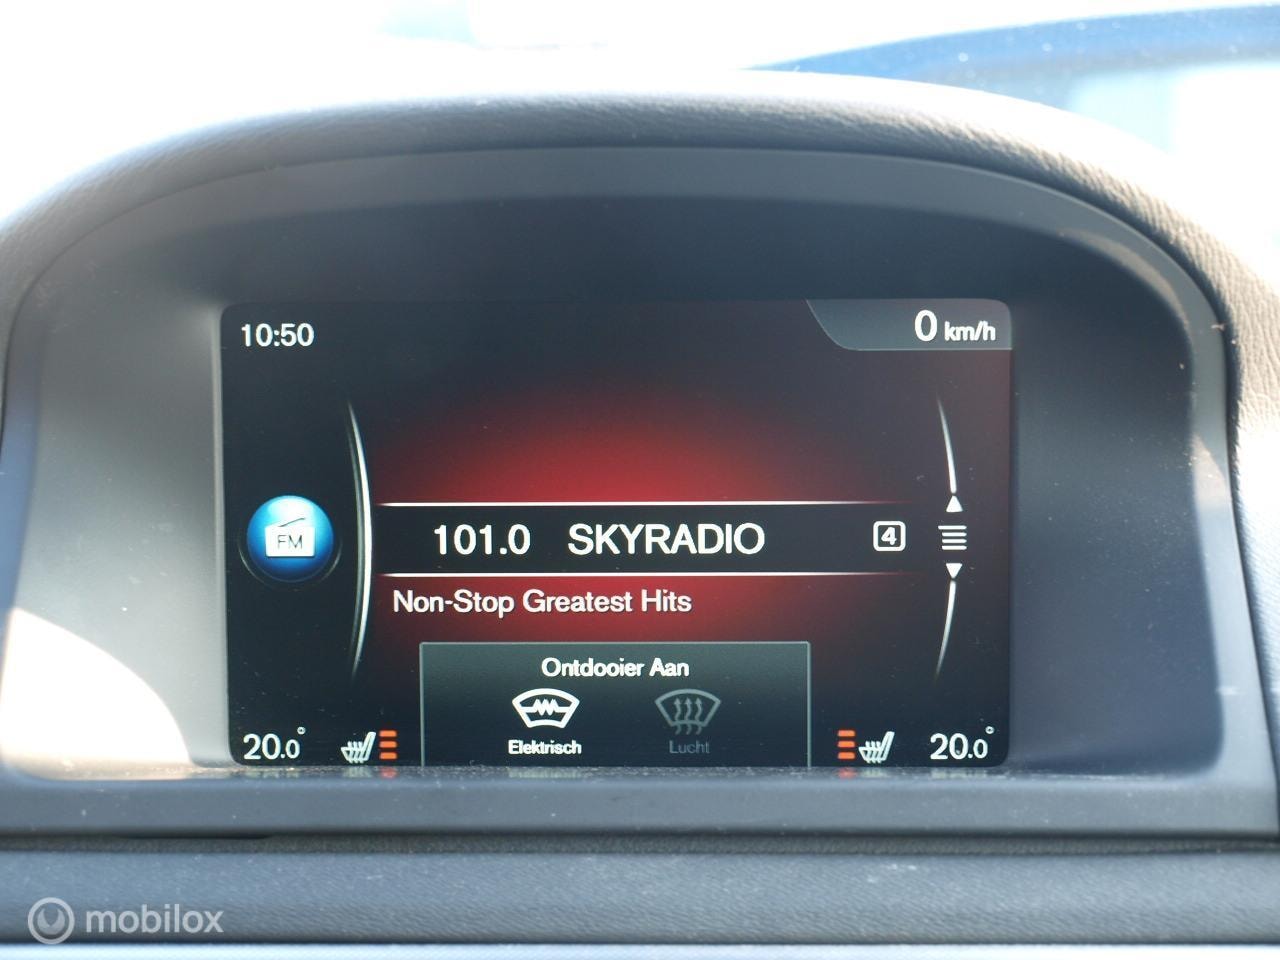 10:50
0 km/h
FM
101.0 SKYRADIO 4
Non-Stop Greatest Hits
Ontdooier Aan
Elektrisch Lucht
20.0° 20.0°
mobilox